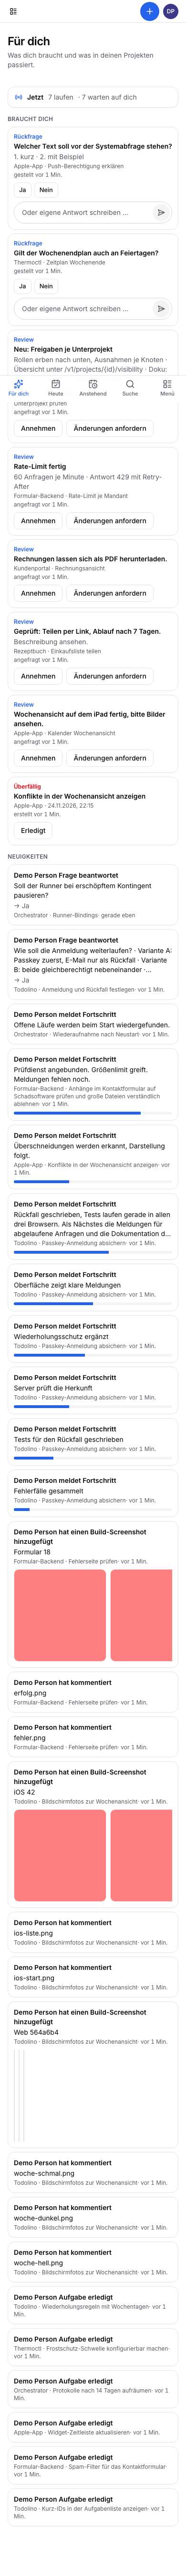 DP
Für dich
Was dich braucht und was in deinen Projekten
passiert.
Jetzt 7 laufen · 7 warten auf dich
BRAUCHT DICH
Rückfrage
Welcher Text soll vor der Systemabfrage stehen?
1. kurz · 2. mit Beispiel
Apple-App · Push-Berechtigung erklären
gestellt vor 1 Min.
Ja Nein
Oder eigene Antwort schreiben …
Rückfrage
Gilt der Wochenendplan auch an Feiertagen?
Thermoctl · Zeitplan Wochenende
gestellt vor 1 Min.
Ja Nein
Oder eigene Antwort schreiben …
Review
Neu: Freigaben je Unterprojekt
Rollen erben nach unten, Ausnahmen je Knoten ·
Übersicht unter /v1/projects/{id}/visibility · Doku:
Für dich Heute Anstehend Suche Menü
Unterprojekt prüfen
angefragt vor 1 Min.
Annehmen Änderungen anfordern
Review
Rate-Limit fertig
60 Anfragen je Minute · Antwort 429 mit Retry-
After
Formular-Backend · Rate-Limit je Mandant
angefragt vor 1 Min.
Annehmen Änderungen anfordern
Review
Rechnungen lassen sich als PDF herunterladen.
Kundenportal · Rechnungsansicht
angefragt vor 1 Min.
Annehmen Änderungen anfordern
Review
Geprüft: Teilen per Link, Ablauf nach 7 Tagen.
Beschreibung ansehen.
Rezeptbuch · Einkaufsliste teilen
angefragt vor 1 Min.
Annehmen Änderungen anfordern
Review
Wochenansicht auf dem iPad fertig, bitte Bilder
ansehen.
Apple-App · Kalender Wochenansicht
angefragt vor 1 Min.
Annehmen Änderungen anfordern
Überfällig
Konflikte in der Wochenansicht anzeigen
Apple-App · 24.11.2026, 22:15
erstellt vor 1 Min.
Erledigt
NEUIGKEITEN
Demo Person Frage beantwortet
Soll der Runner bei erschöpftem Kontingent
pausieren?
→ Ja
Orchestrator · Runner-Bindings· gerade eben
Demo Person Frage beantwortet
Wie soll die Anmeldung weiterlaufen? · Variante A:
Passkey zuerst, E-Mail nur als Rückfall · Variante
B: beide gleichberechtigt nebeneinander ·…
→ Ja
Todolino · Anmeldung und Rückfall festlegen· vor 1 Min.
Demo Person meldet Fortschritt
Offene Läufe werden beim Start wiedergefunden.
Orchestrator · Wiederaufnahme nach Neustart· vor 1 Min.
Demo Person meldet Fortschritt
Prüfdienst angebunden. Größenlimit greift.
Meldungen fehlen noch.
Formular-Backend · Anhänge im Kontaktformular auf
Schadsoftware prüfen und große Dateien verständlich
ablehnen· vor 1 Min.
Demo Person meldet Fortschritt
Überschneidungen werden erkannt, Darstellung
folgt.
Apple-App · Konflikte in der Wochenansicht anzeigen· vor
1 Min.
Demo Person meldet Fortschritt
Rückfall geschrieben, Tests laufen gerade in allen
drei Browsern. Als Nächstes die Meldungen für
abgelaufene Anfragen und die Dokumentation d…
Todolino · Passkey-Anmeldung absichern· vor 1 Min.
Demo Person meldet Fortschritt
Oberfläche zeigt klare Meldungen
Todolino · Passkey-Anmeldung absichern· vor 1 Min.
Demo Person meldet Fortschritt
Wiederholungsschutz ergänzt
Todolino · Passkey-Anmeldung absichern· vor 1 Min.
Demo Person meldet Fortschritt
Server prüft die Herkunft
Todolino · Passkey-Anmeldung absichern· vor 1 Min.
Demo Person meldet Fortschritt
Tests für den Rückfall geschrieben
Todolino · Passkey-Anmeldung absichern· vor 1 Min.
Demo Person meldet Fortschritt
Fehlerfälle gesammelt
Todolino · Passkey-Anmeldung absichern· vor 1 Min.
Demo Person hat einen Build-Screenshot
hinzugefügt
Formular 18
Formular-Backend · Fehlerseite prüfen· vor 1 Min.
Demo Person hat kommentiert
erfolg.png
Formular-Backend · Fehlerseite prüfen· vor 1 Min.
Demo Person hat kommentiert
fehler.png
Formular-Backend · Fehlerseite prüfen· vor 1 Min.
Demo Person hat einen Build-Screenshot
hinzugefügt
iOS 42
Todolino · Bildschirmfotos zur Wochenansicht· vor 1 Min.
Demo Person hat kommentiert
ios-liste.png
Todolino · Bildschirmfotos zur Wochenansicht· vor 1 Min.
Demo Person hat kommentiert
ios-start.png
Todolino · Bildschirmfotos zur Wochenansicht· vor 1 Min.
Demo Person hat einen Build-Screenshot
hinzugefügt
Web 564a6b4
Todolino · Bildschirmfotos zur Wochenansicht· vor 1 Min.
Demo Person hat kommentiert
woche-schmal.png
Todolino · Bildschirmfotos zur Wochenansicht· vor 1 Min.
Demo Person hat kommentiert
woche-dunkel.png
Todolino · Bildschirmfotos zur Wochenansicht· vor 1 Min.
Demo Person hat kommentiert
woche-hell.png
Todolino · Bildschirmfotos zur Wochenansicht· vor 1 Min.
Demo Person Aufgabe erledigt
Todolino · Wiederholungsregeln mit Wochentagen· vor 1
Min.
Demo Person Aufgabe erledigt
Thermoctl · Frostschutz-Schwelle konfigurierbar machen·
vor 1 Min.
Demo Person Aufgabe erledigt
Orchestrator · Protokolle nach 14 Tagen aufräumen· vor 1
Min.
Demo Person Aufgabe erledigt
Apple-App · Widget-Zeitleiste aktualisieren· vor 1 Min.
Demo Person Aufgabe erledigt
Formular-Backend · Spam-Filter für das Kontaktformular·
vor 1 Min.
Demo Person Aufgabe erledigt
Todolino · Kurz-IDs in der Aufgabenliste anzeigen· vor 1
Min.